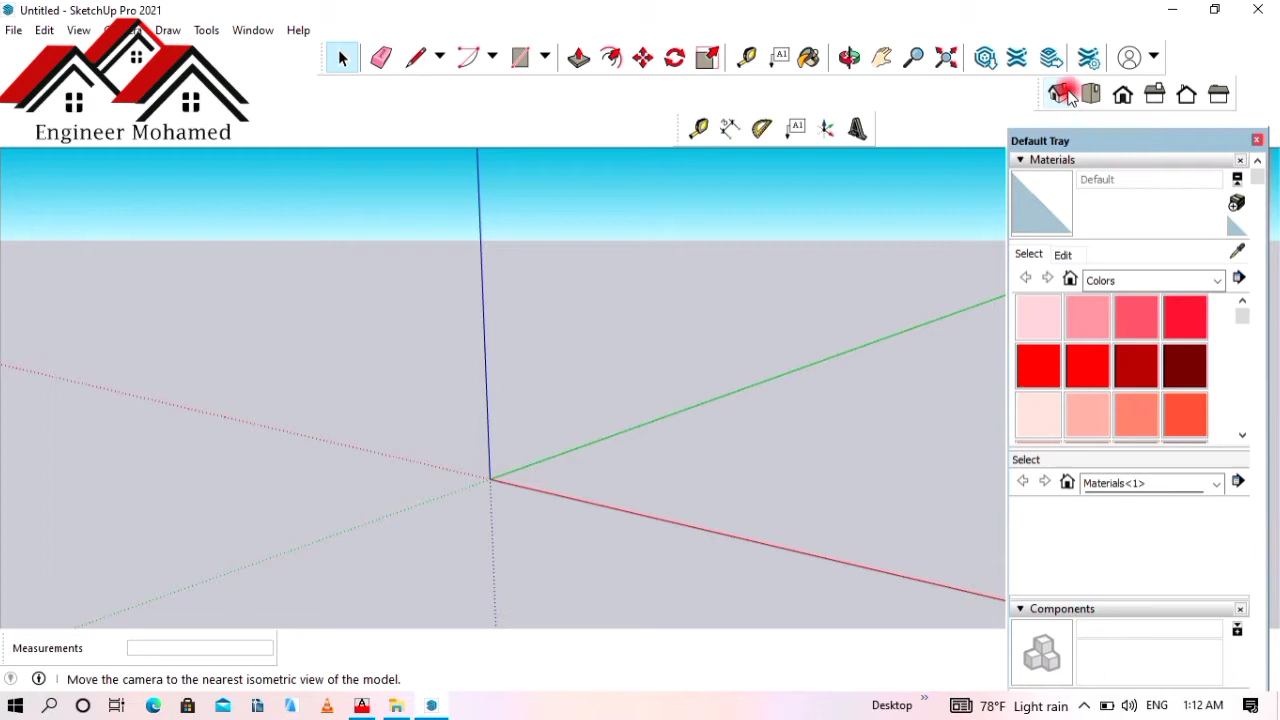 Untitled - SketchUp Pro 2021
File Edit View Draw Tools Window Help
Engineer Mohamed
A1
A1
Default Tray
Materials
Default
Select Edit
Colors
Select
Materials<1>
Components
Measurements
Move the camera to the nearest isometric view of the model.
Desktop
78°F Light rain
ENG
1:12 AM